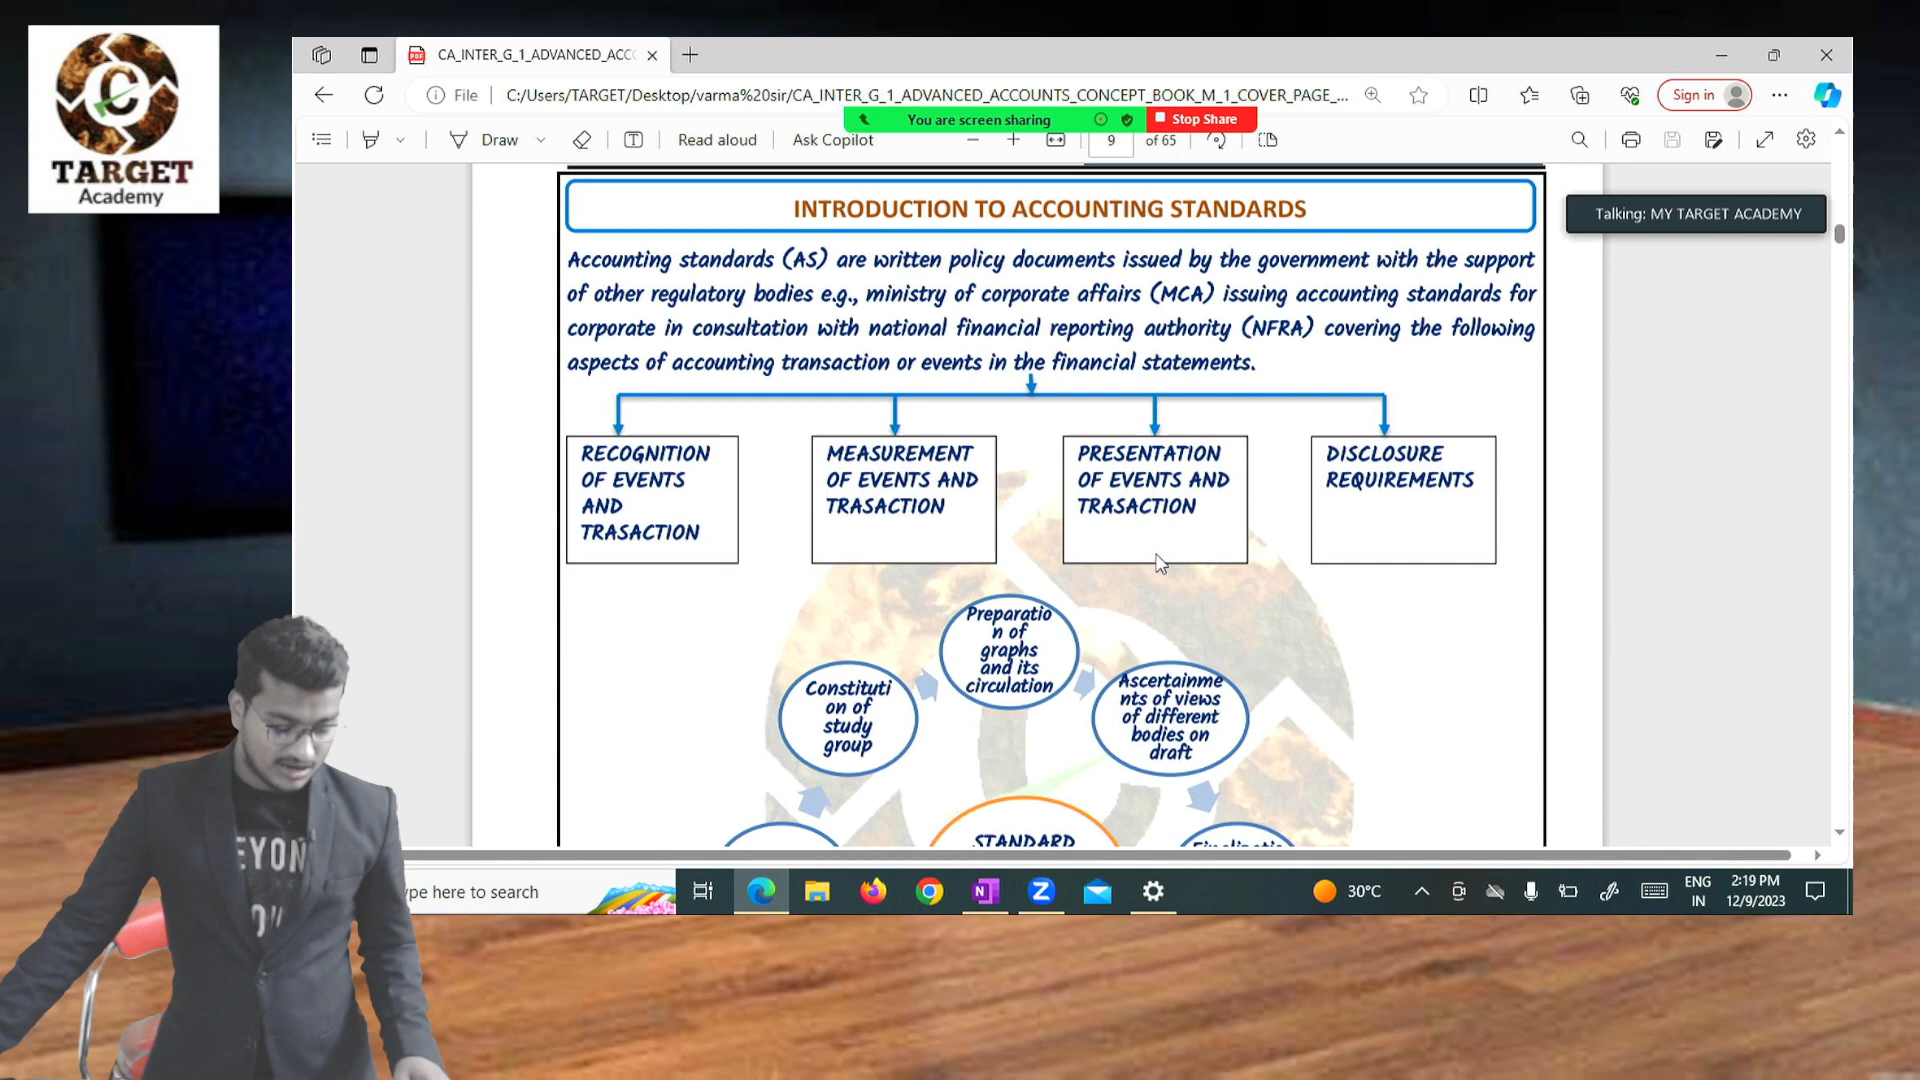 TARGET
Academy
CA_INTER_G_1_ADVANCED_ACCC
File
C:/Users/TARGET/Desktop/varma%20sir/CA_INTER_G_1_ADVANCED_ACCOUNTS_CONCEPT_BOOK_M_1_COVER_PAGE_...
Sign in
You are screen sharing
Stop Share
Draw
Read aloud
Ask Copilot
9
of 65
Talking: MY TARGET ACADEMY
INTRODUCTION TO ACCOUNTING STANDARDS
Accounting standards (AS) are written policy documents issued by the government with the support
of other regulatory bodies e.g., ministry of corporate affairs (MCA) issuing accounting standards for
corporate in consultation with national financial reporting authority (NFRA) covering the following
aspects of accounting transaction or events in the financial statements.
RECOGNITION
OF EVENTS
AND
TRASACTION
MEASUREMENT
OF EVENTS AND
TRASACTION
PRESENTATION
OF EVENTS AND
TRASACTION
DISCLOSURE
REQUIREMENTS
Preparatio
n of
graphs
and its
circulation
Constituti
on of
study
group
Ascertainme
nts of views
of different
bodies on
draft
STANDARD
EYON
ype here to search
30°C
ENG
IN
2:19 PM
12/9/2023